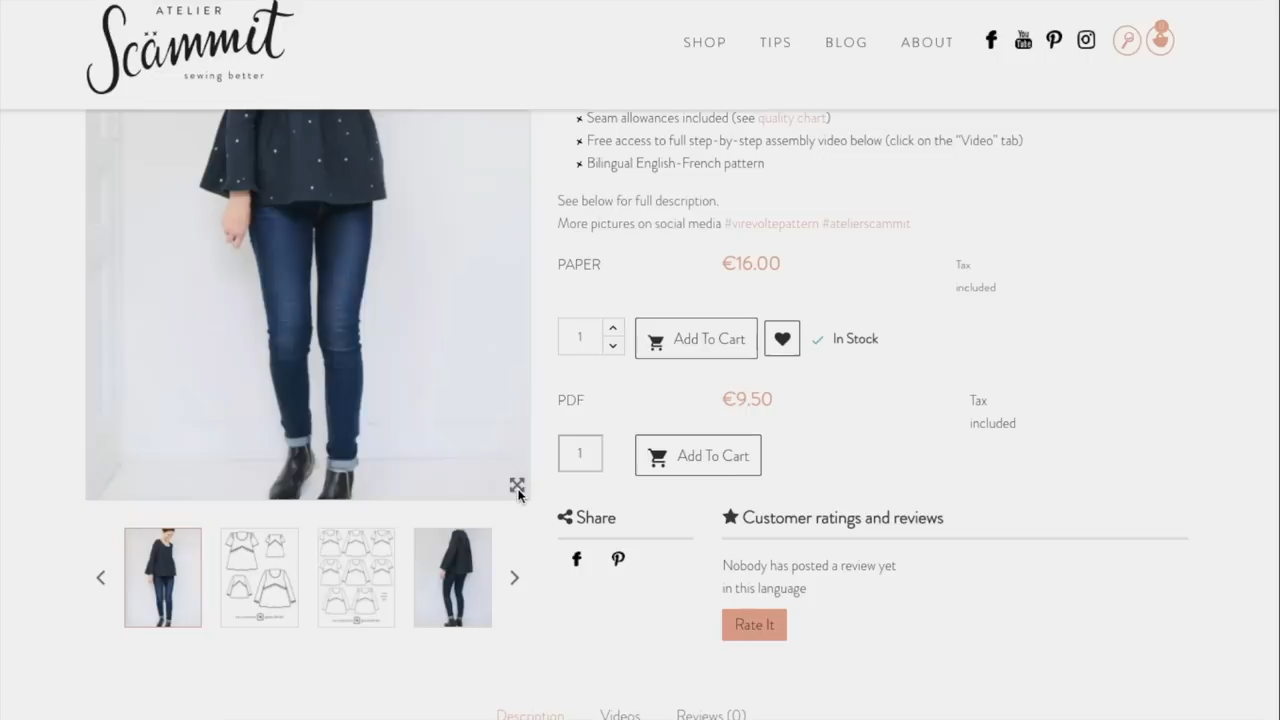 ATELIER
Scämmit
sewing better
SHOP TIPS BLOG ABOUT
You Tube
0
Seam allowances included (see quality chart)
Free access to full step-by-step assembly video below (click on the "Video" tab)
Bilingual English-French pattern
See below for full description.
More pictures on social media #virevoltepattern #atelierscammit
PAPER €16.00 Tax
included
1 Add To Cart In Stock
PDF €9.50 Tax
included
1 Add To Cart
Share Customer ratings and reviews
Nobody has posted a review yet
in this language
Rate It
Description Videos Reviews (0)